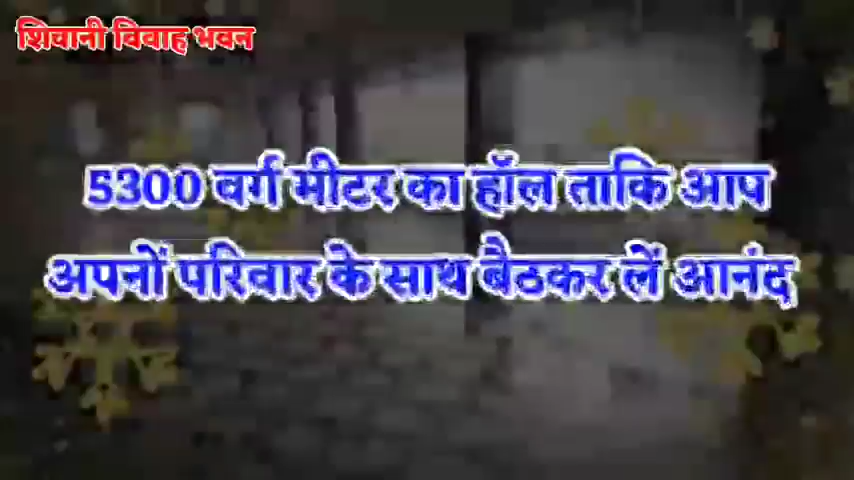 शिवानी विवाह भवन
5300 वर्ग मीटर का हॉल ताकि आप
अपनों परिवार के साथ बैठकर लें आनंद